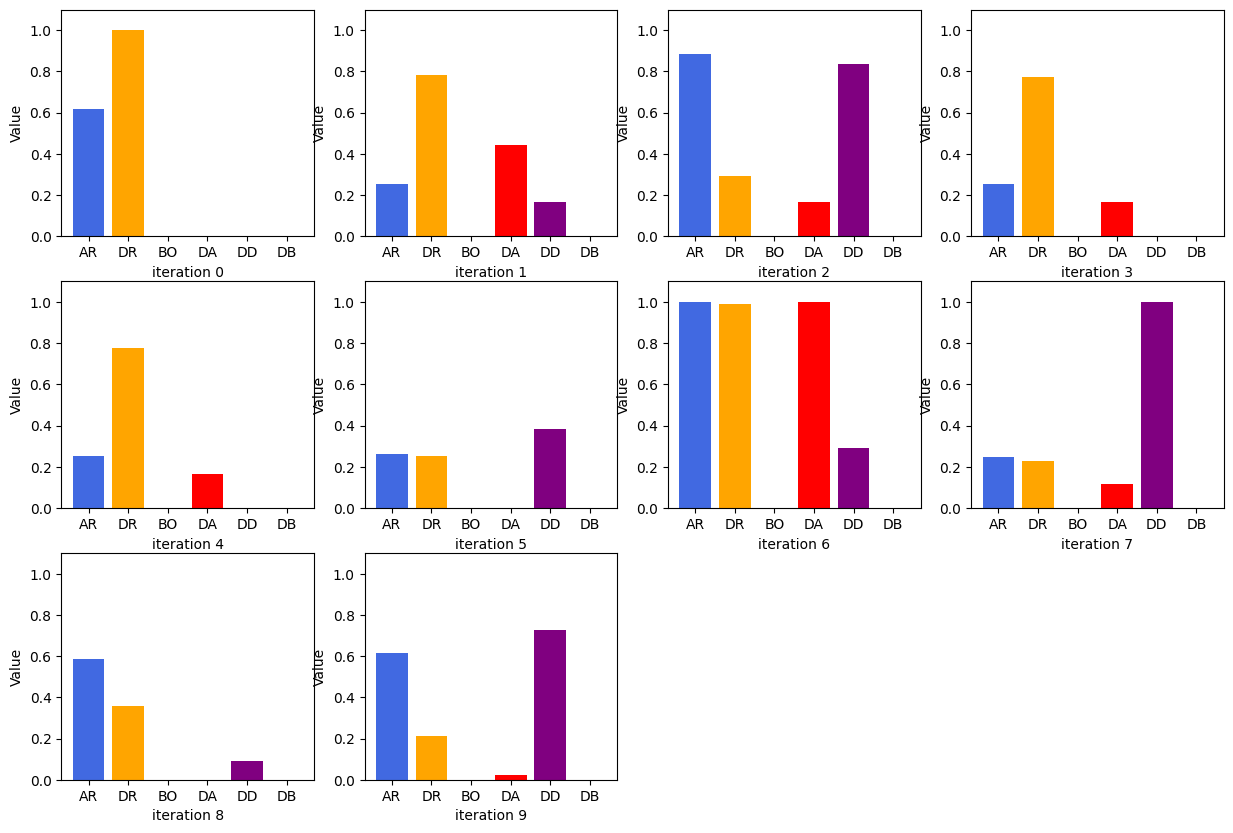 1.0
0.8
0.6
0.4
0.2
0.0
Value
AR DR BO DA DD DB
iteration 0
1.0
0.8
0.6
0.4
0.2
0.0
Value
AR DR BO DA DD DB
iteration 1
1.0
0.8
0.6
0.4
0.2
0.0
Value
AR DR BO DA DD DB
iteration 2
1.0
0.8
0.6
0.4
0.2
0.0
Value
AR DR BO DA DD DB
iteration 3
1.0
0.8
0.6
0.4
0.2
0.0
Value
AR DR BO DA DD DB
iteration 4
1.0
0.8
0.6
0.4
0.2
0.0
Value
AR DR BO DA DD DB
iteration 5
1.0
0.8
0.6
0.4
0.2
0.0
Value
AR DR BO DA DD DB
iteration 6
1.0
0.8
0.6
0.4
0.2
0.0
Value
AR DR BO DA DD DB
iteration 7
1.0
0.8
0.6
0.4
0.2
0.0
Value
AR DR BO DA DD DB
iteration 8
1.0
0.8
0.6
0.4
0.2
0.0
Value
AR DR BO DA DD DB
iteration 9